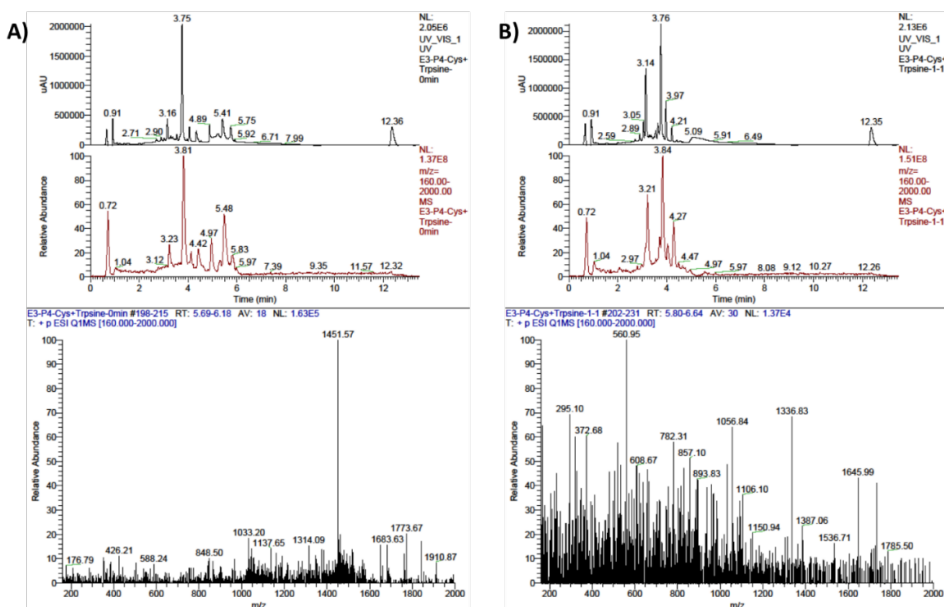 A)
3.75
2000000
1500000
1000000
500000
0
uAU
0.91
2.71
2.90
3.16
4.89
5.41
5.75
5.92
6.71
7.99
12.36
NL:
2.05E6
UV_VIS_1
UV
E3-P4-Cys+
Trpsine-
0min
3.81
100
80
60
40
20
0
Relative Abundance
0.72
1.04
3.12
3.23
4.42
4.97
5.48
5.83
5.97
7.39
9.35
11.57
12.32
NL:
1.37E8
m/z=
160.00-
2000.00
MS
E3-P4-Cys+
Trpsine-
0min
0 2 4 6 8 10 12
Time (min)
E3-P4-Cys+Trpsine-0min #198-215 RT: 5.69-6.18 AV: 18 NL: 1.63E5
T: + p ESI Q1MS [160.000-2000.000]
1451.57
100
90
80
70
60
50
40
30
20
10
0
Relative Abundance
176.79
426.21
588.24
848.50
1033.20
1137.65
1314.09
1683.63
1773.67
1910.87
200 400 600 800 1000 1200 1400 1600 1800 2000
m/z
B)
3.76
2000000
1500000
1000000
500000
0
uAU
0.91
2.59
2.89
3.05
3.14
3.97
4.21
5.09
5.91
6.49
12.35
NL:
2.13E6
UV_VIS_1
UV
E3-P4-Cys+
Trpsine-1-1
3.84
100
80
60
40
20
0
Relative Abundance
0.72
1.04
2.97
3.21
4.27
4.47
4.97
5.97
8.08
9.12
10.27
12.26
NL:
1.51E8
m/z=
160.00-
2000.00
MS
E3-P4-Cys+
Trpsine-1-1
0 2 4 6 8 10 12
Time (min)
E3-P4-Cys+Trpsine-1-1 #202-231 RT: 5.80-6.64 AV: 30 NL: 1.37E4
T: + p ESI Q1MS [160.000-2000.000]
560.95
100
90
80
70
60
50
40
30
20
10
0
Relative Abundance
295.10
372.68
608.67
782.31
857.10
893.83
1056.84
1106.10
1150.94
1336.83
1387.06
1536.71
1645.99
1785.50
200 400 600 800 1000 1200 1400 1600 1800 2000
m/z